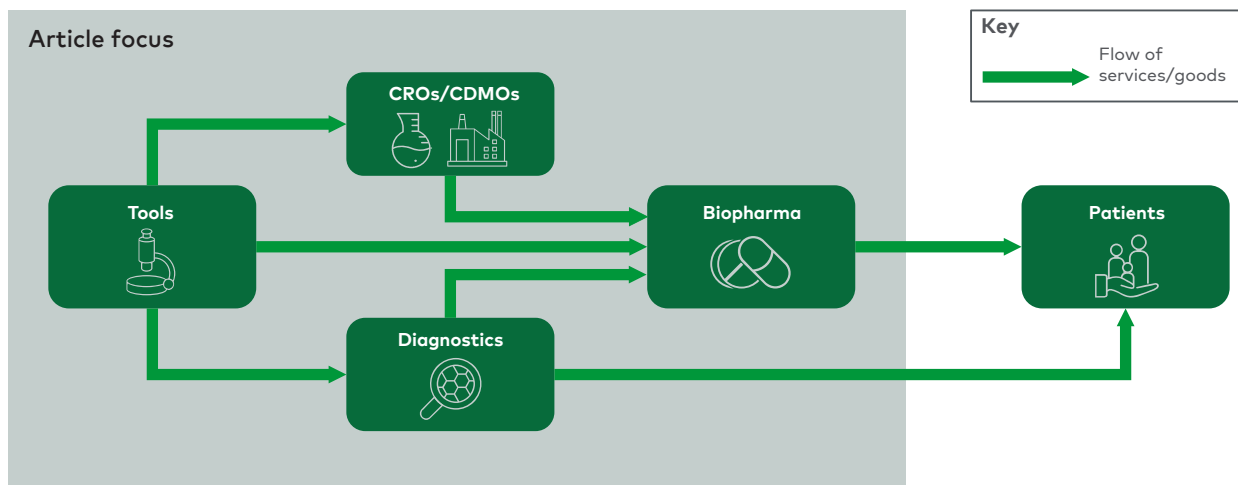 Article focus
Key
Flow of
services/goods
CROs/CDMOs
Tools
Biopharma
Patients
Diagnostics